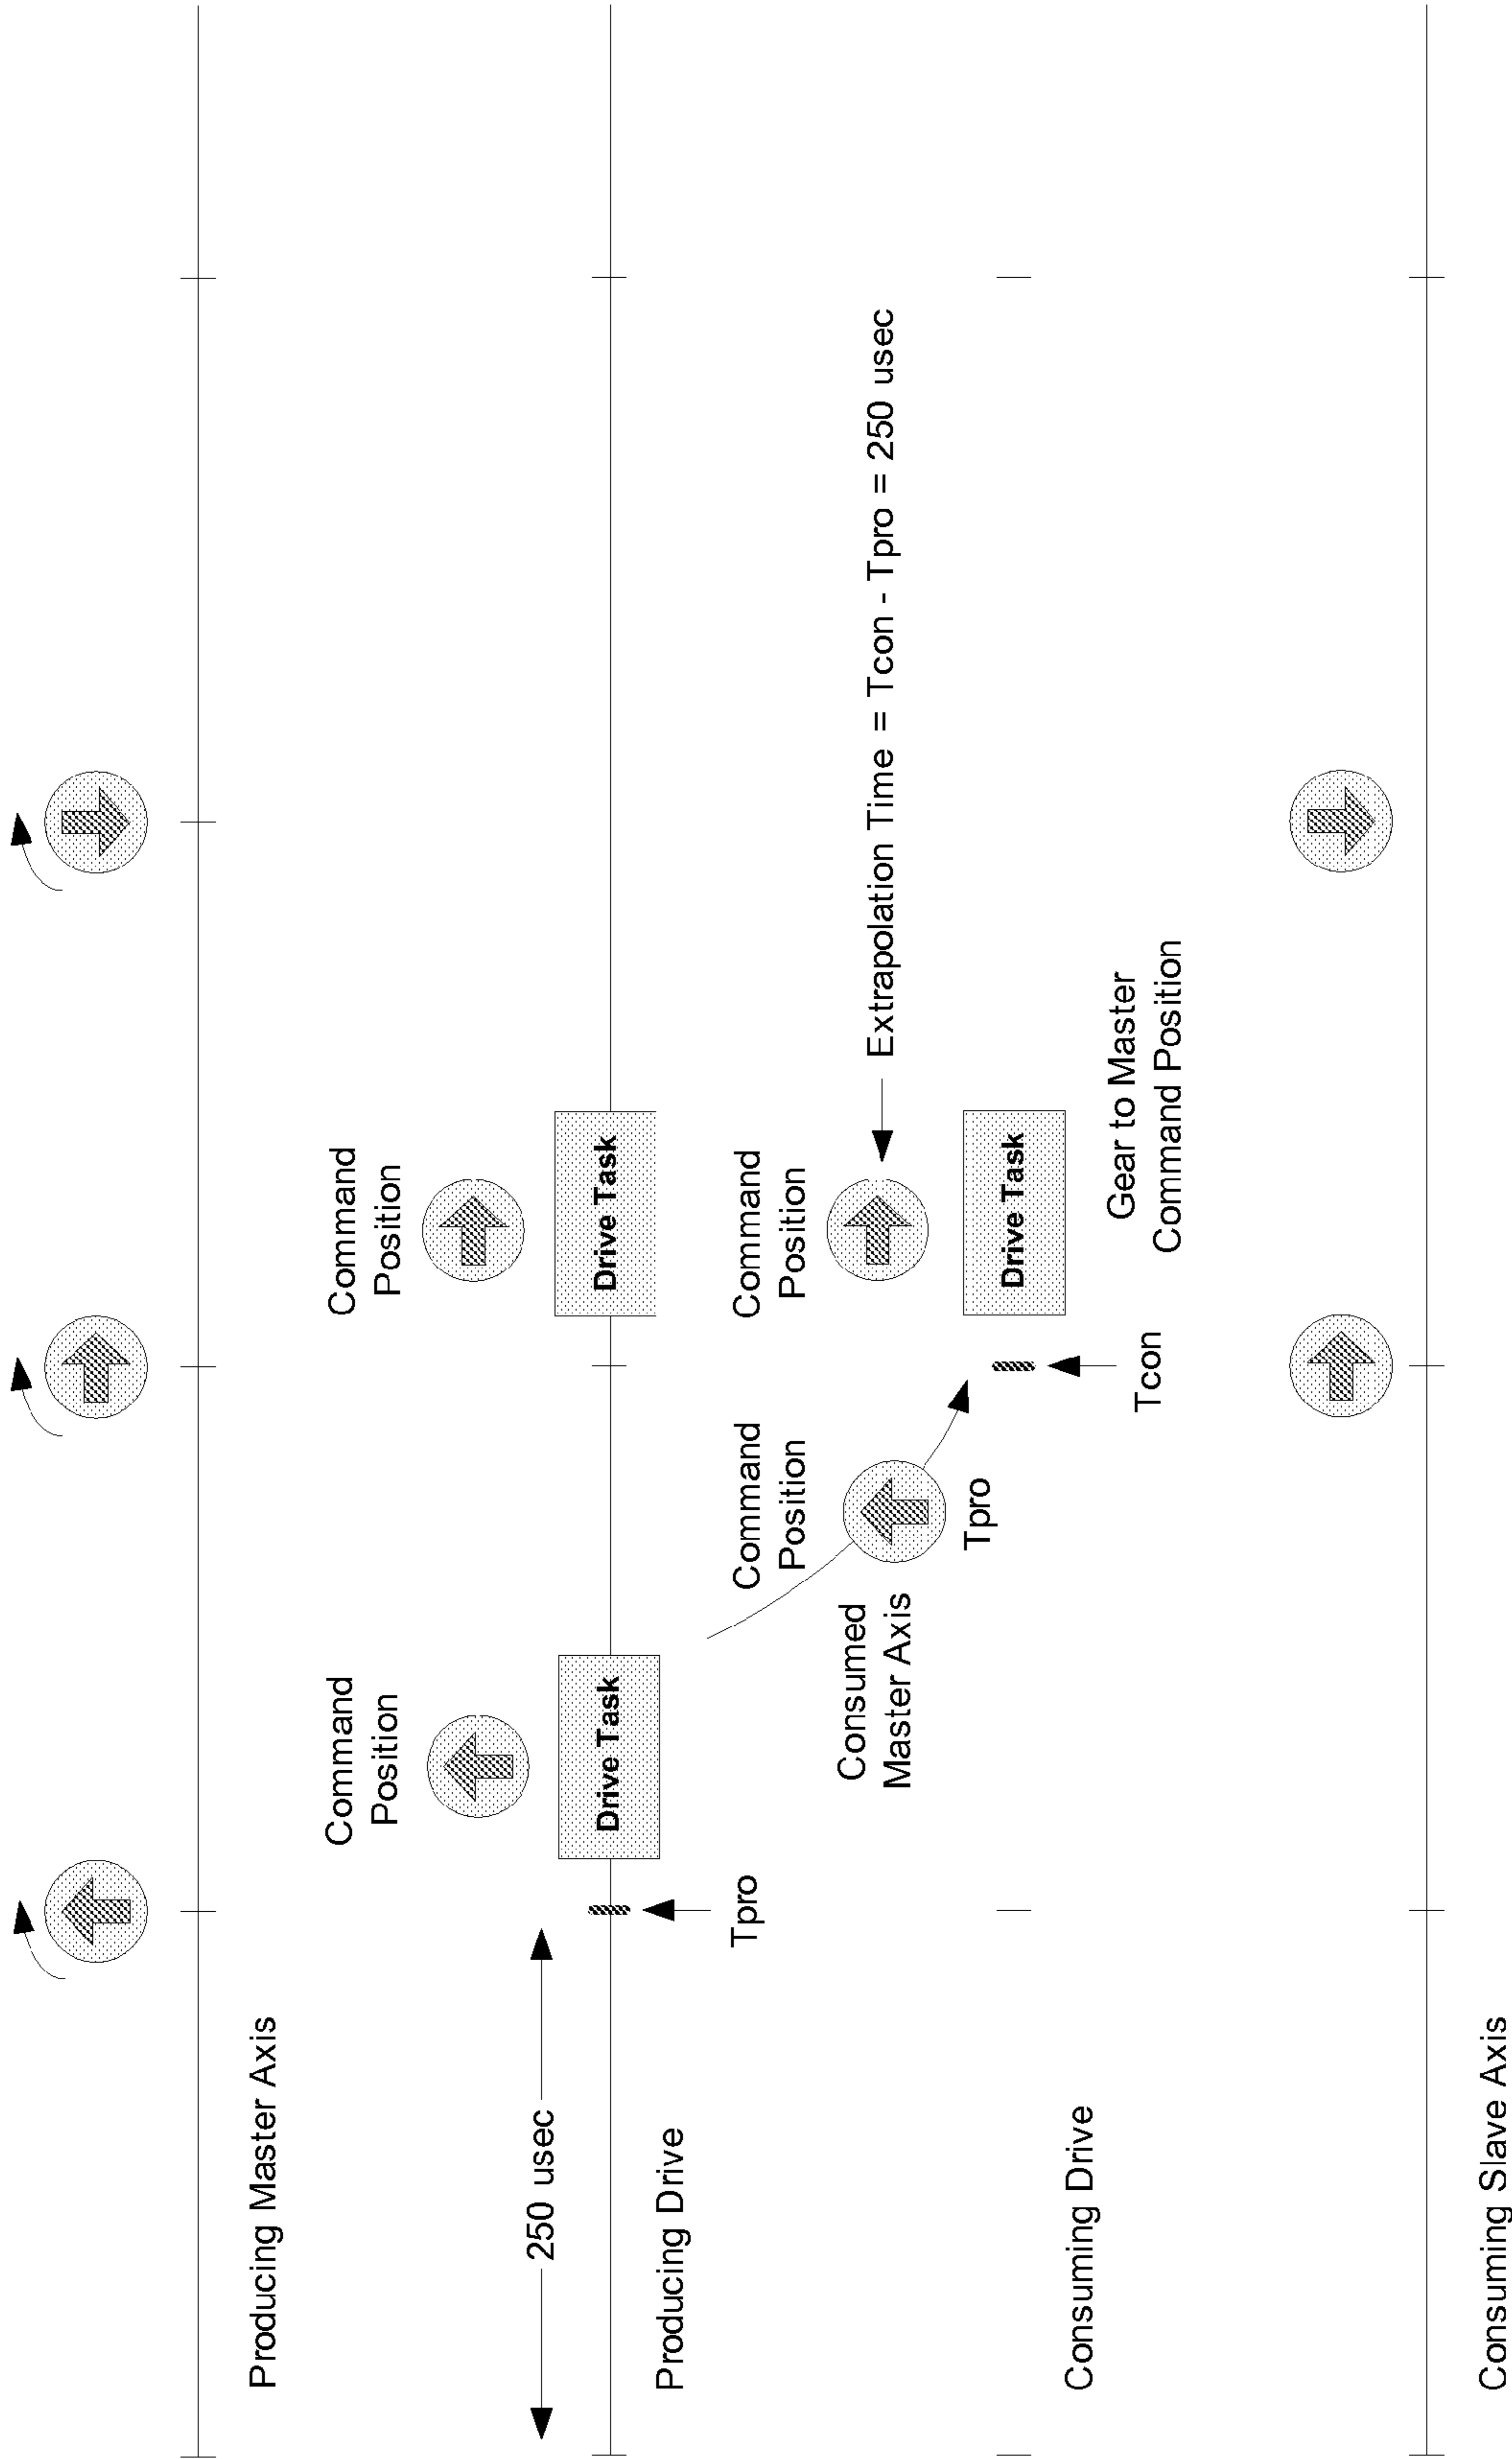 Producing Master Axis
Command
Position
Command
Position
250 usec
Drive Task
Drive Task
Producing Drive
Tpro
Command
Position
Command
Position
Consumed
Master Axis
Tpro
Extrapolation Time = Tcon - Tpro = 250 usec
Drive Task
Consuming Drive
Tcon
Gear to Master
Command Position
Consuming Slave Axis